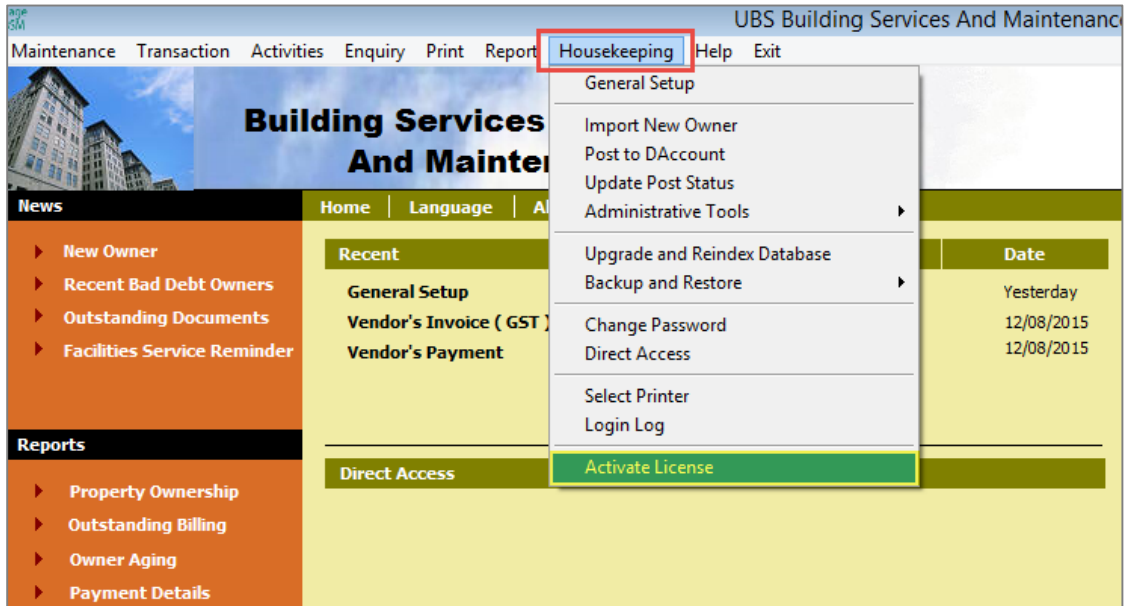 age
GSM
UBS Building Services And Maintenanc
Maintenance Transaction Activities Enquiry Print Report Housekeeping Help Exit
Building Services
And Mainten
General Setup
Import New Owner
Post to DAccount
Update Post Status
Administrative Tools
Upgrade and Reindex Database
Backup and Restore
Change Password
Direct Access
Select Printer
Login Log
Activate License
News
New Owner
Recent Bad Debt Owners
Outstanding Documents
Facilities Service Reminder
Reports
Property Ownership
Outstanding Billing
Owner Aging
Payment Details
Home Language Al
Recent Date
General Setup Yesterday
Vendor's Invoice ( GST ) 12/08/2015
Vendor's Payment 12/08/2015
Direct Access